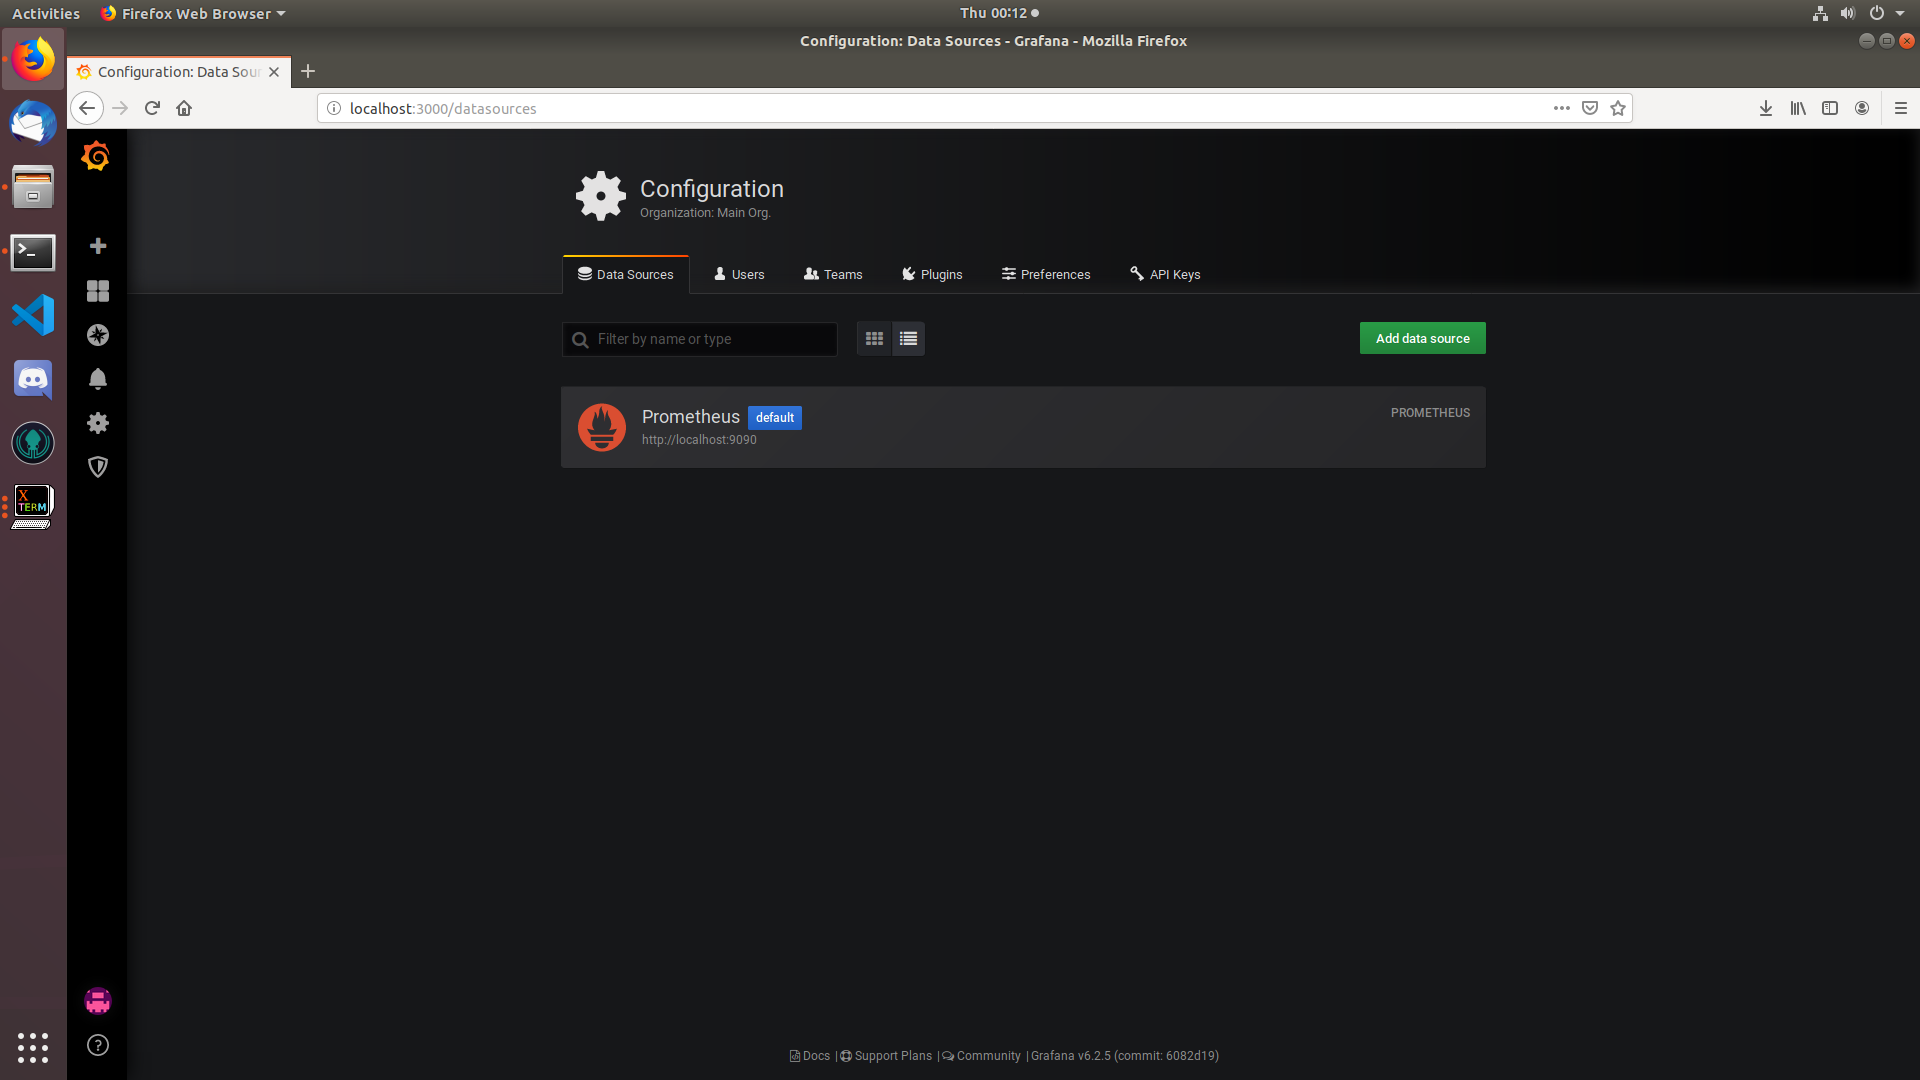 Activities
Firefox Web Browser
Thu 00:12
Configuration: Data Sources - Grafana - Mozilla Firefox
Configuration: Data Sour
localhost:3000/datasources
Configuration
Organization: Main Org.
Data Sources
Users
Teams
Plugins
Preferences
API Keys
Filter by name or type
Add data source
Prometheus default
PROMETHEUS
http://localhost:9090
X
TERM
>_
Docs | Support Plans | Community | Grafana v6.2.5 (commit: 6082d19)